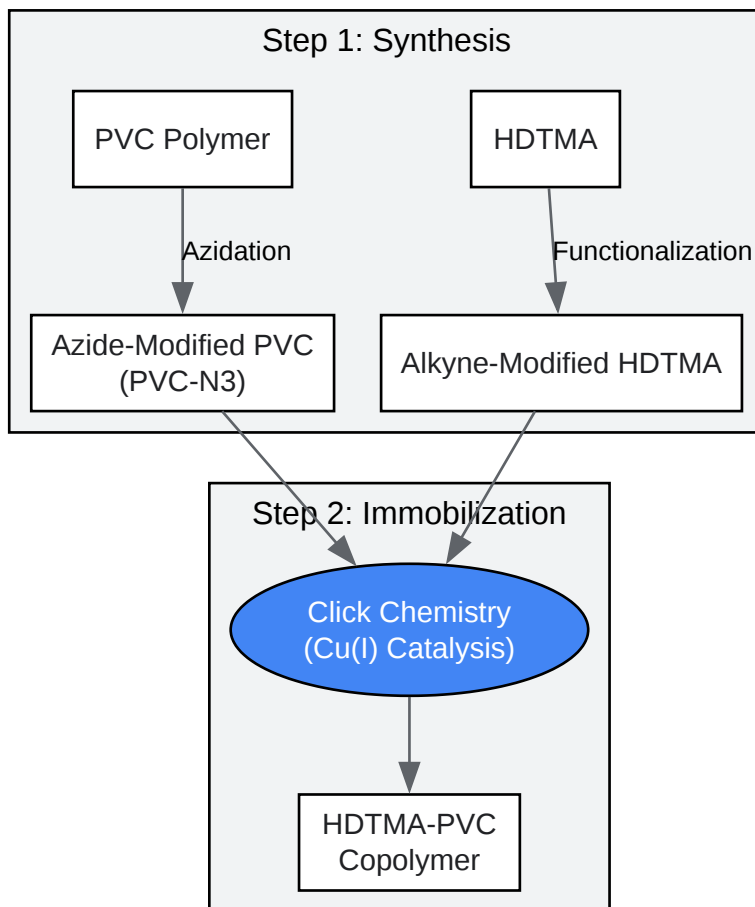 Step 1: Synthesis
PVC Polymer
HDTMA
Azidation
Functionalization
Azide-Modified PVC
(PVC-N3)
Alkyne-Modified HDTMA
Step 2: Immobilization
Click Chemistry
(Cu(I) Catalysis)
HDTMA-PVC
Copolymer